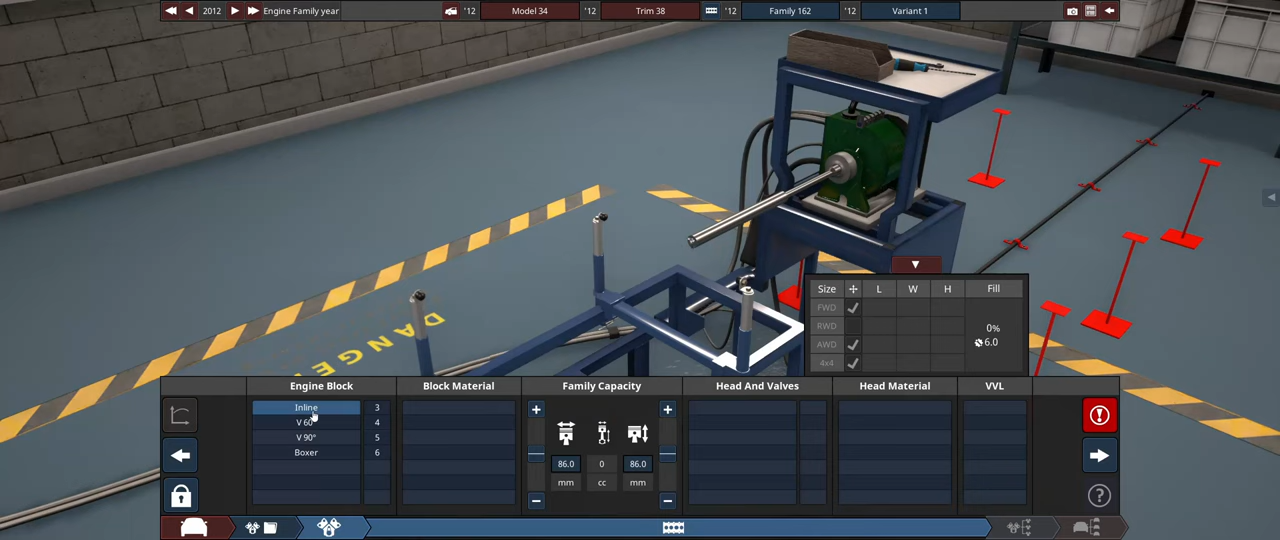 2012 Engine Family year '12 Model 34 '12 Trim 38 '12 Family 162 '12 Variant 1
DANGE
Size L W H Fill
FWD
RWD 0%
AWD 6.0
4x4
Engine Block Block Material Family Capacity Head And Valves Head Material VVL
Inline 3
V 60° 4
V 90° 5
Boxer 6
86.0 0 86.0
mm cc mm